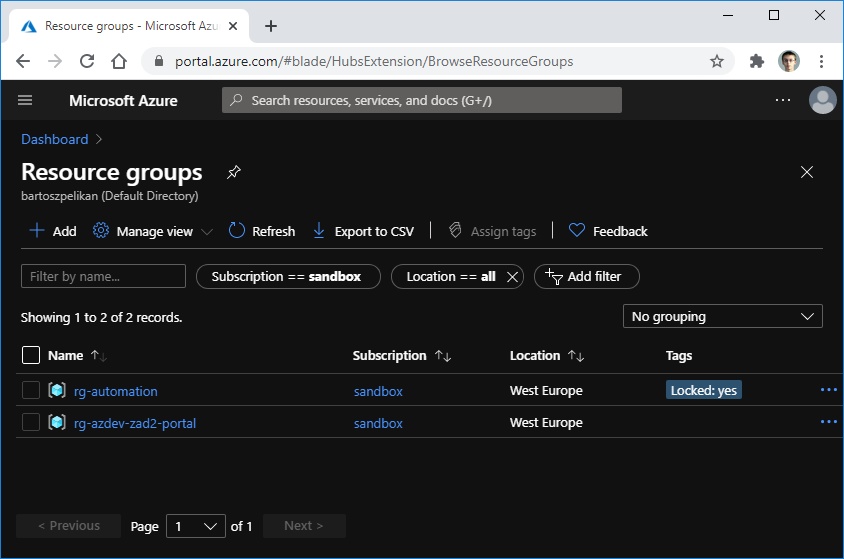 Resource groups - Microsoft Azu
portal.azure.com/#blade/HubsExtension/BrowseResourceGroups
Microsoft Azure
Search resources, services, and docs (G+/)
Dashboard
Resource groups
bartoszpelikan (Default Directory)
Add Manage view Refresh Export to CSV Assign tags Feedback
Filter by name... Subscription == sandbox Location == all Add filter
Showing 1 to 2 of 2 records. No grouping
Name Subscription Location Tags
rg-automation sandbox West Europe Locked: yes
rg-azdev-zad2-portal sandbox West Europe
< Previous Page 1 of 1 Next >